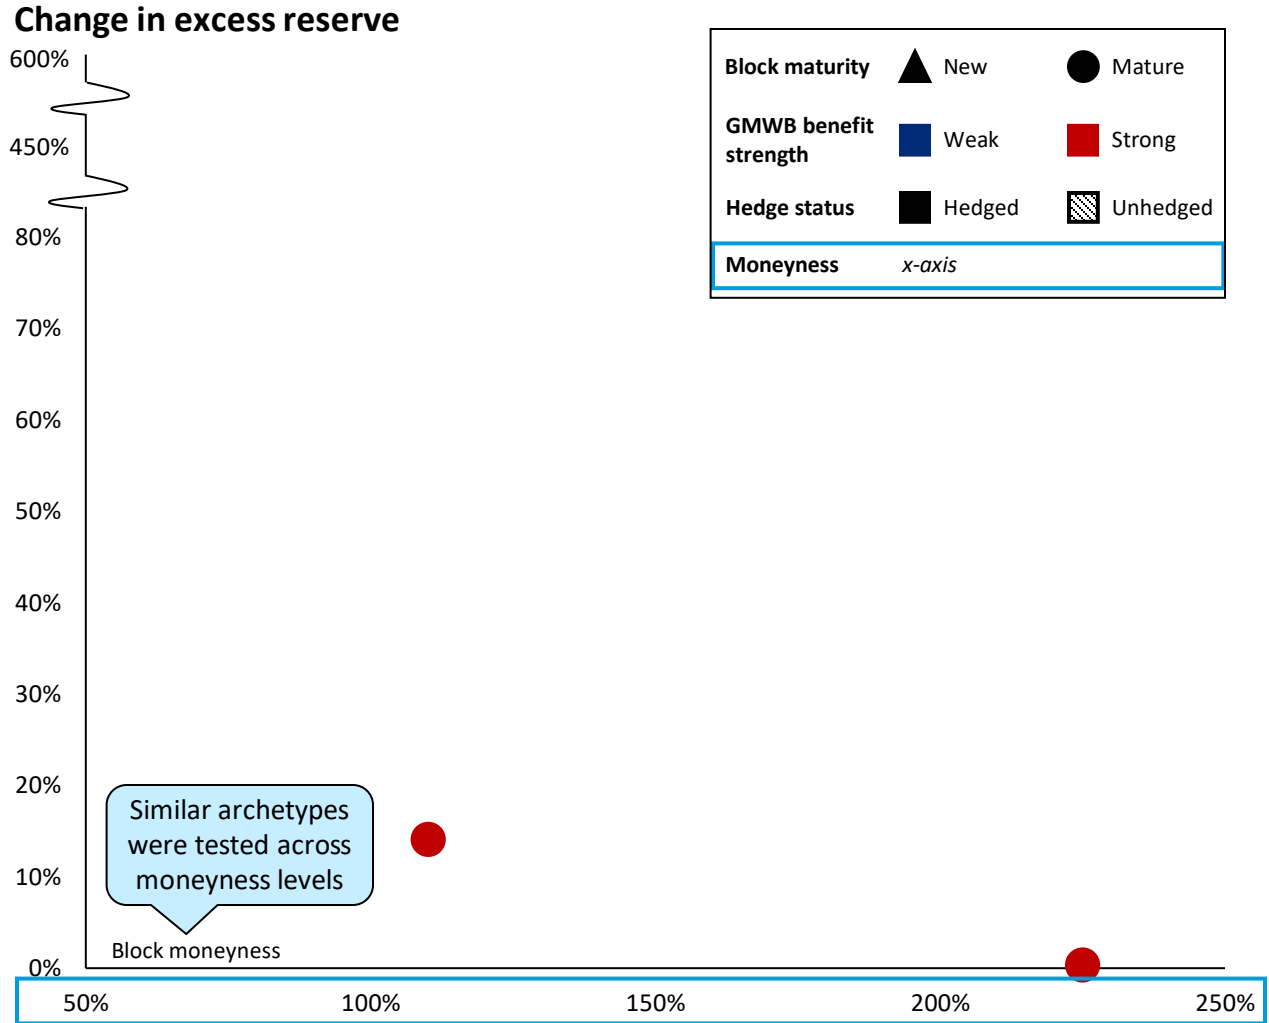 Change in excess reserve
600%
450%
80%
70%
60%
50%
40%
30%
20%
10%
0%
Block maturity New Mature
GMWB benefit
strength Weak Strong
Hedge status Hedged Unhedged
Moneyness x-axis
Similar archetypes
were tested across
moneyness levels
Block moneyness
50% 100% 150% 200% 250%